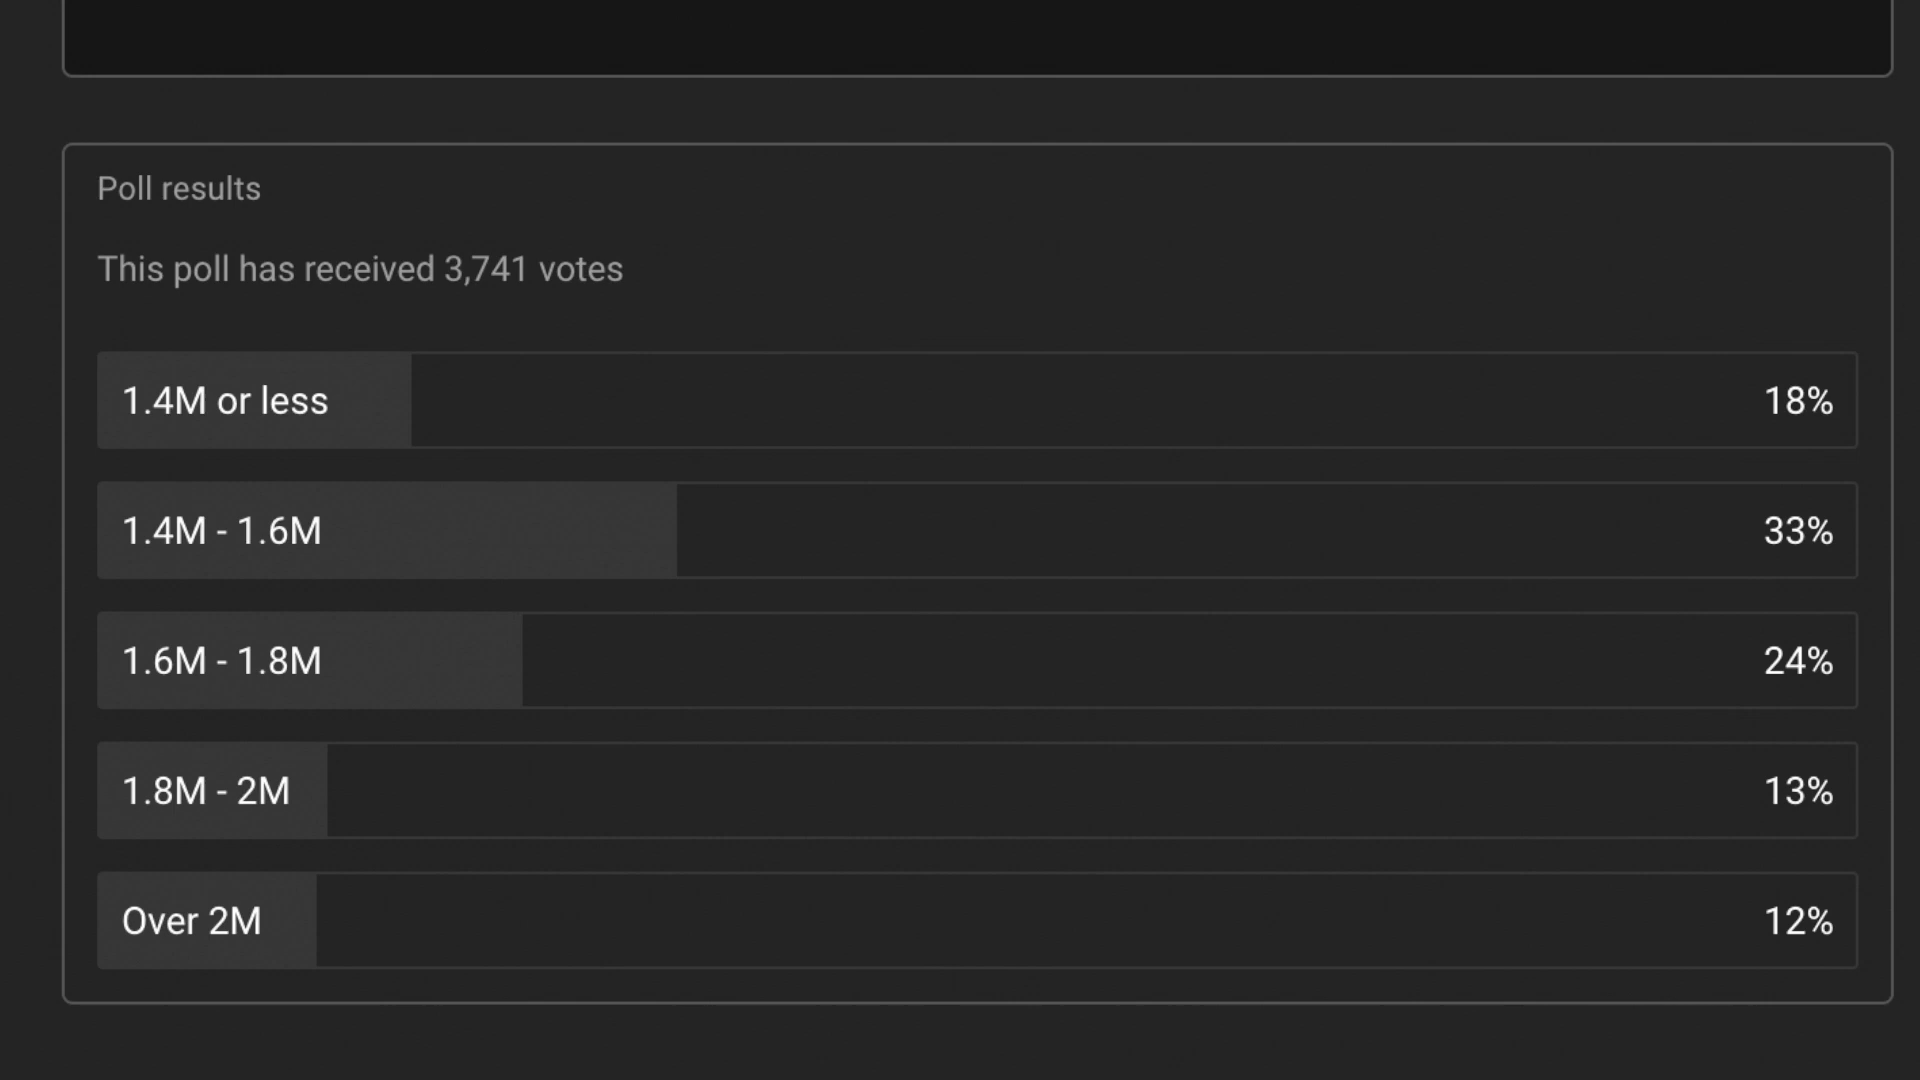 Poll results
This poll has received 3,741 votes
1.4M or less 18%
1.4M - 1.6M 33%
1.6M - 1.8M 24%
1.8M - 2M 13%
Over 2M 12%